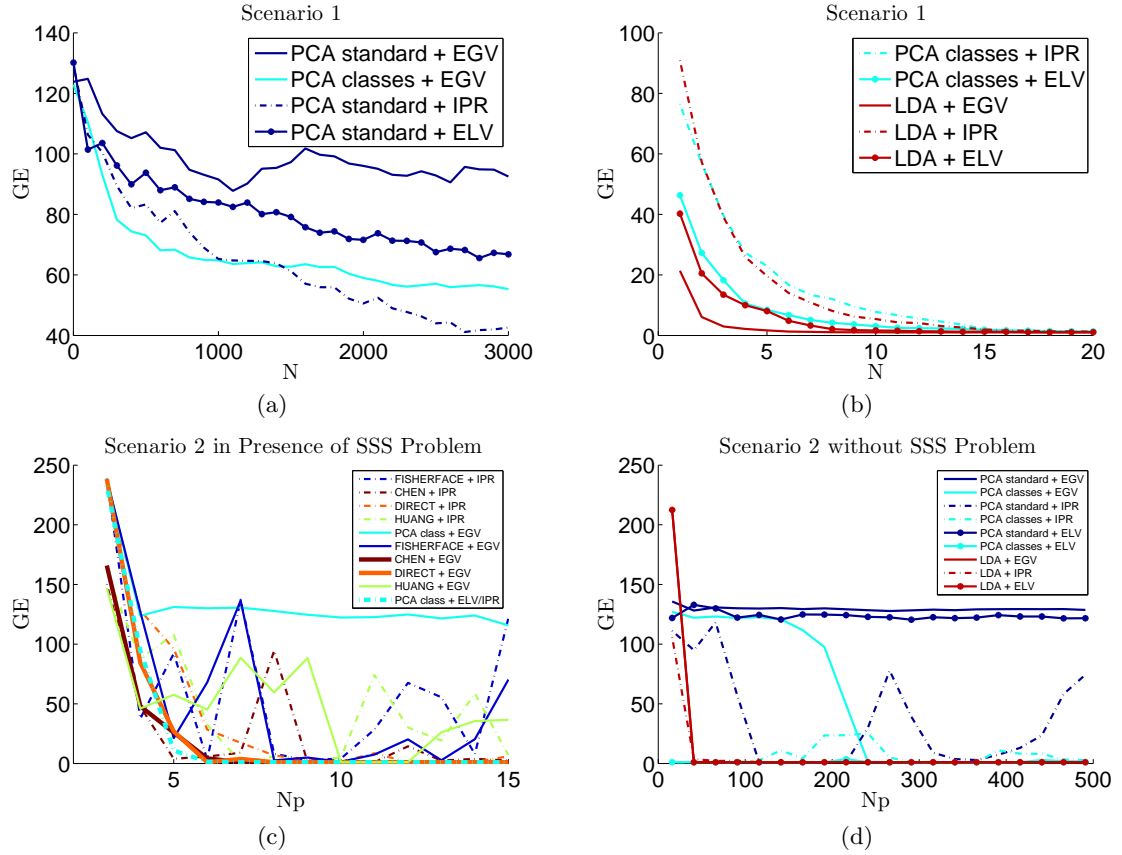 Scenario 1
GE
140
120
100
80
60
40
0
1000
2000
3000
N
PCA standard + EGV
PCA classes + EGV
PCA standard + IPR
PCA standard + ELV
(a)
Scenario 1
GE
100
80
60
40
20
0
0
5
10
15
20
N
PCA classes + IPR
PCA classes + ELV
LDA + EGV
LDA + IPR
LDA + ELV
(b)
Scenario 2 in Presence of SSS Problem
GE
250
200
150
100
50
0
5
10
15
Np
FISHERFACE + IPR
CHEN + IPR
DIRECT + IPR
HUANG + IPR
PCA class + EGV
FISHERFACE + EGV
CHEN + EGV
DIRECT + EGV
HUANG + EGV
PCA class + ELV/IPR
(c)
Scenario 2 without SSS Problem
GE
250
200
150
100
50
0
0
100
200
300
400
500
Np
PCA standard + EGV
PCA classes + EGV
PCA standard + IPR
PCA classes + IPR
PCA standard + ELV
PCA classes + ELV
LDA + EGV
LDA + IPR
LDA + ELV
(d)